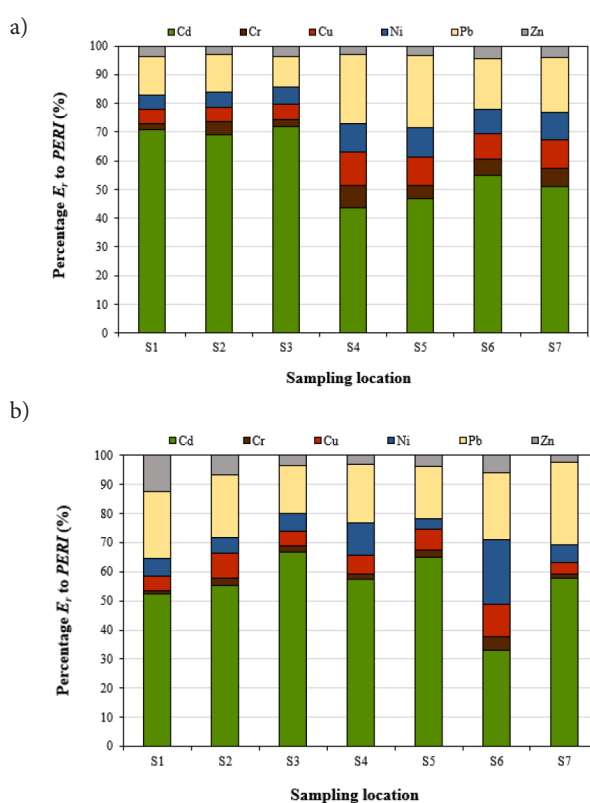 a)
Cd Cr Cu Ni Pb Zn
100
90
80
70
60
50
40
30
20
10
0
Percentage Er to PERI (%)
S1 S2 S3 S4 S5 S6 S7
Sampling location
b)
Cd Cr Cu Ni Pb Zn
100
90
80
70
60
50
40
30
20
10
0
Percentage Er to PERI (%)
S1 S2 S3 S4 S5 S6 S7
Sampling location